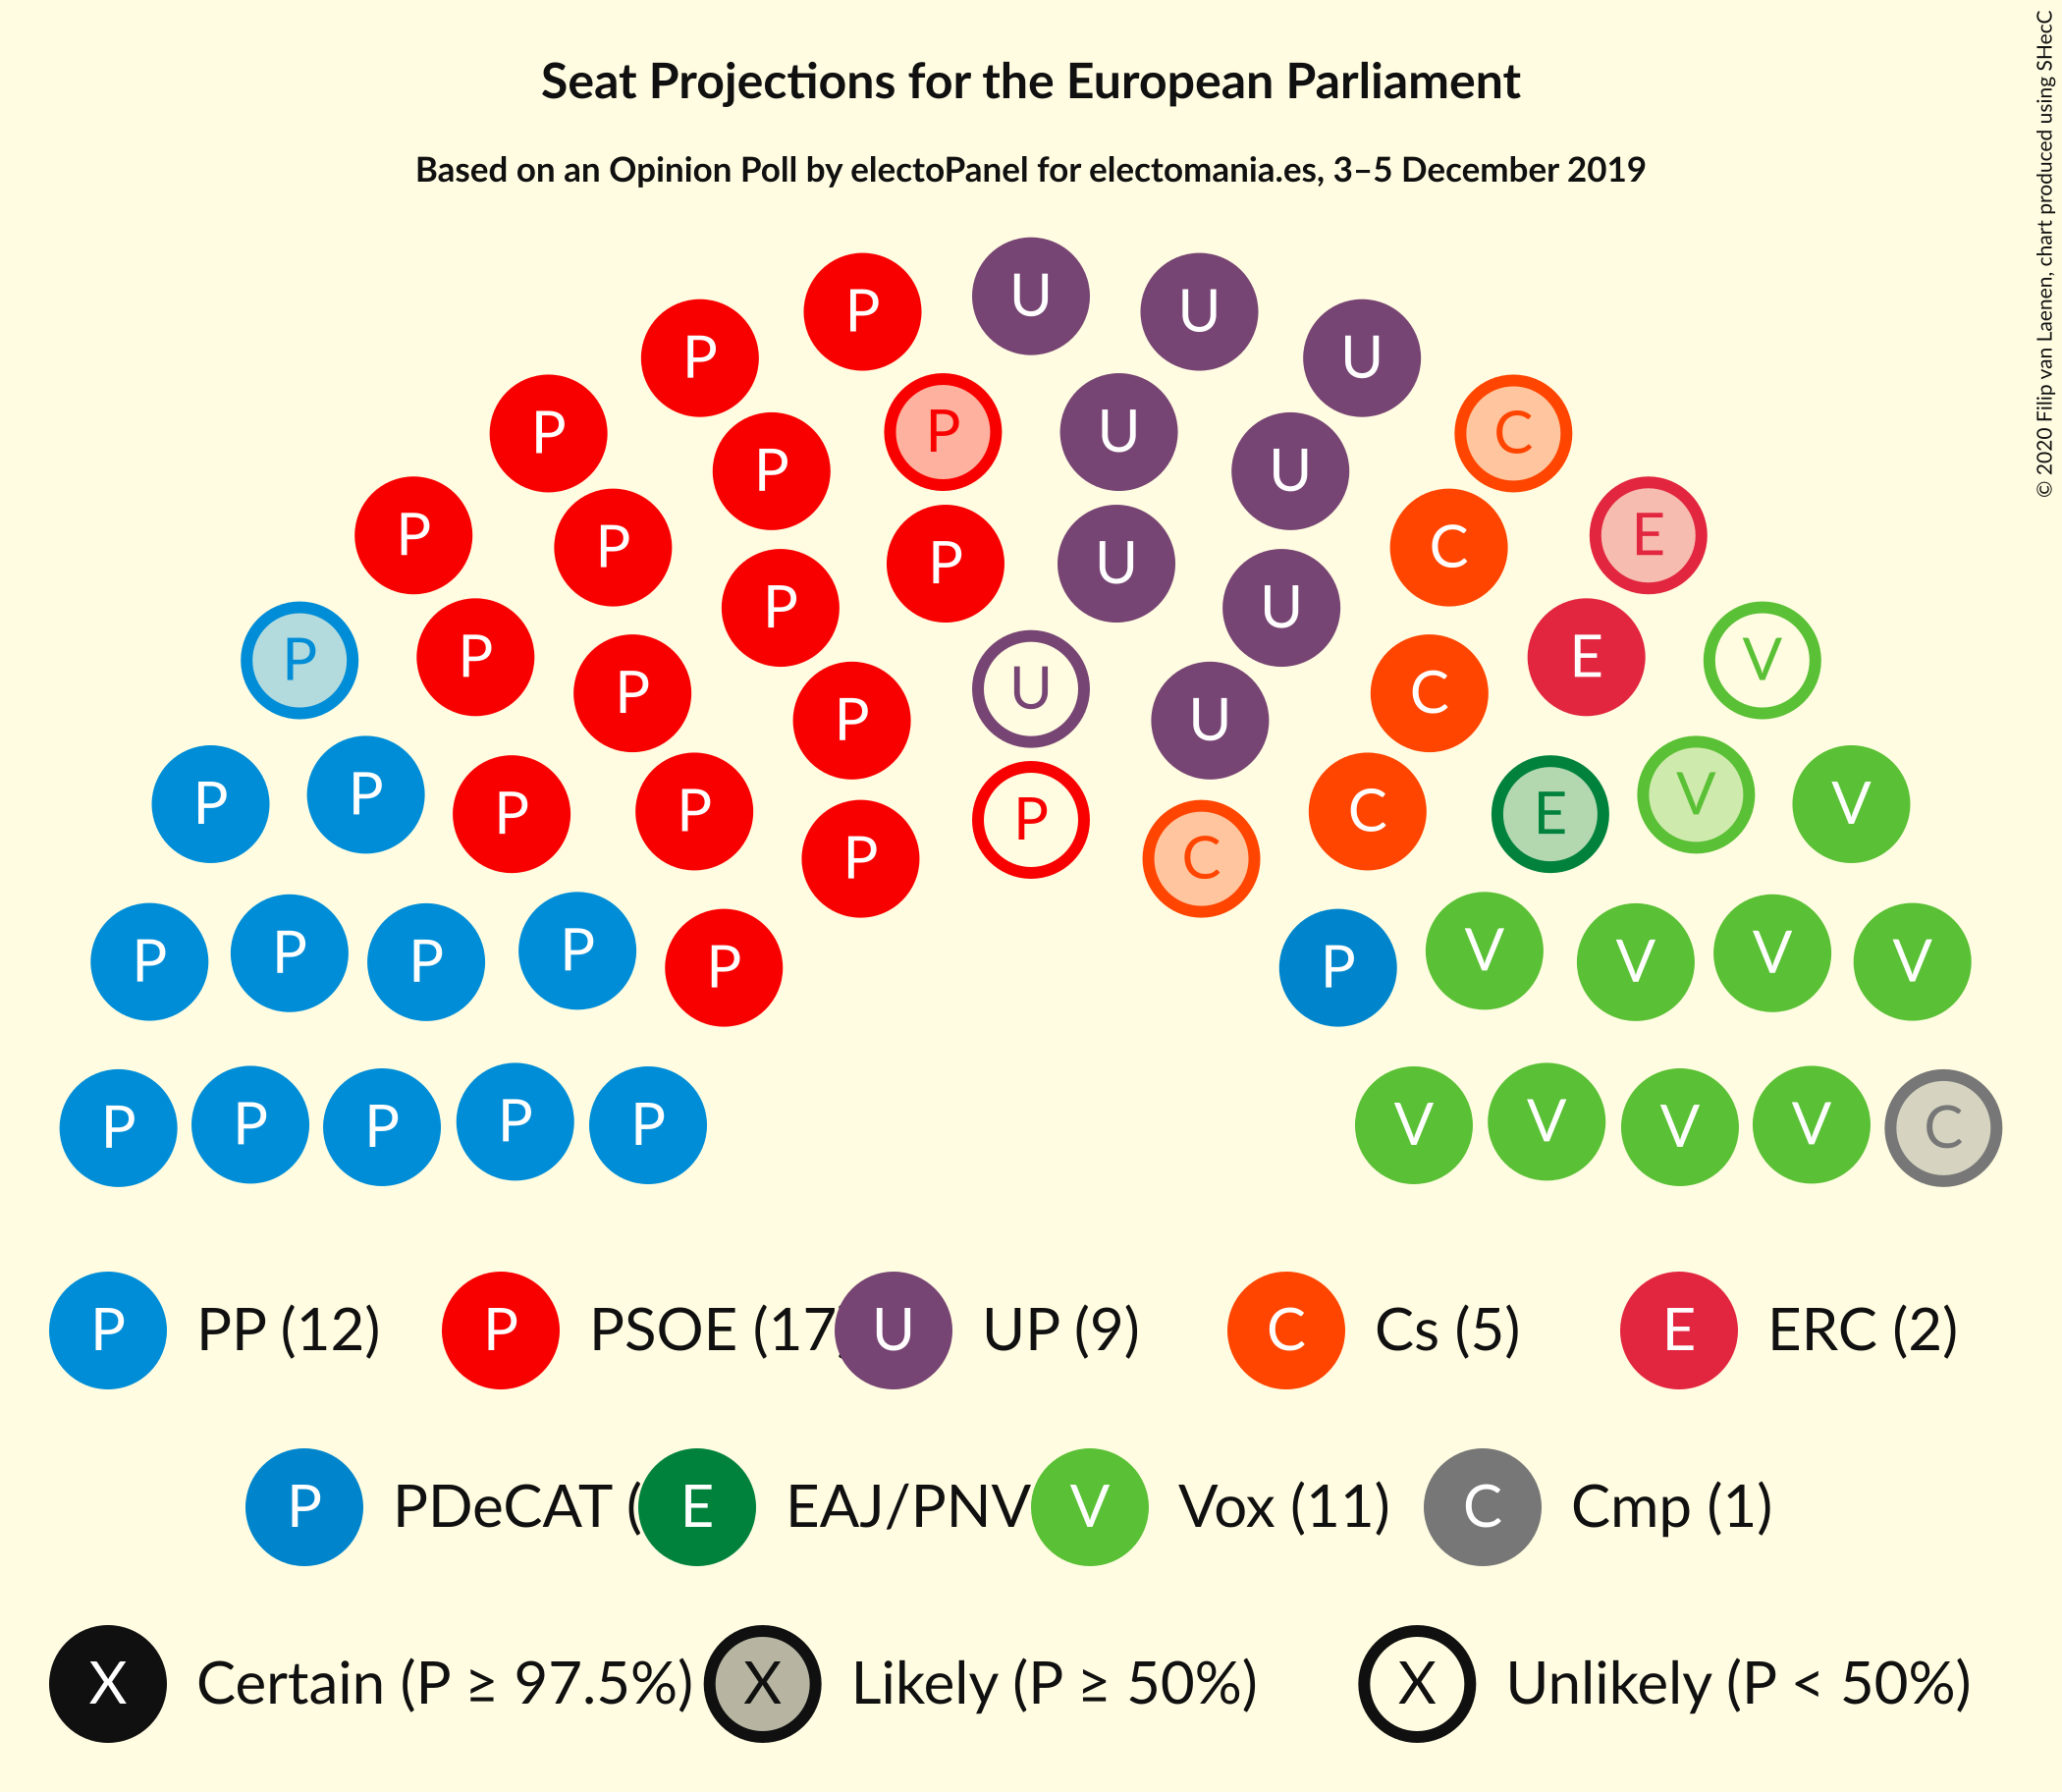 Seat Projections for the European Parliament
Based on an Opinion Poll by electoPanel for electomania.es, 3–5 December 2019
© 2020 Filip van Laenen, chart produced using SHecC
P U U
P U
P P U C
P U
P P P U C E
P U
P P P U C E V
P U
P P P P P C E V V
P C
P P P P P P V V V V
P P P P P V V V V C
P PP (12) P PSOE (17 U UP (9) C Cs (5) E ERC (2)
P PDeCAT ( E EAJ/PNV V Vox (11) C Cmp (1)
X Certain (P ≥ 97.5%) X Likely (P ≥ 50%) X Unlikely (P < 50%)